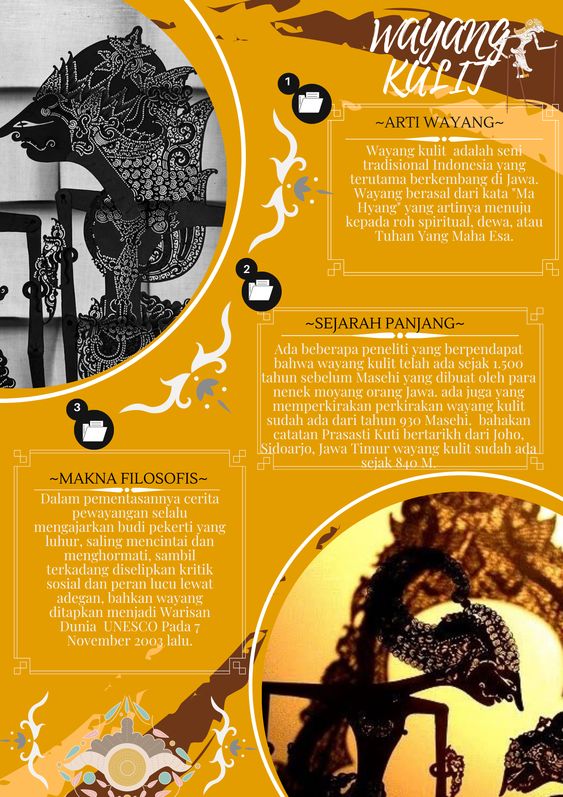 wayang
KULIT
1
~ARTI WAYANG~
Wayang kulit adalah seni
tradisional Indonesia yang
terutama berkembang di Jawa.
Wayang berasal dari kata "Ma
Hyang" yang artinya menuju
kepada roh spiritual, dewa, atau
Tuhan Yang Maha Esa.
2
~SEJARAH PANJANG~
Ada beberapa peneliti yang berpendapat
bahwa wayang kulit telah ada sejak 1.500
tahun sebelum Masehi yang dibuat oleh para
nenek moyang orang Jawa. ada juga yang
memperkirakan perkirakan wayang kulit
sudah ada dari tahun 930 Masehi. bahakan
catatan Prasasti Kuti bertarikh dari Joho,
Sidoarjo, Jawa Timur wayang kulit sudah ada
sejak 840 M.
3
~MAKNA FILOSOFIS~
Dalam pementasannya cerita
pewayangan selalu
mengajarkan budi pekerti yang
luhur, saling mencintai dan
menghormati, sambil
terkadang diselipkan kritik
sosial dan peran lucu lewat
adegan, bahkan wayang
ditapkan menjadi Warisan
Dunia UNESCO Pada 7
November 2003 lalu.